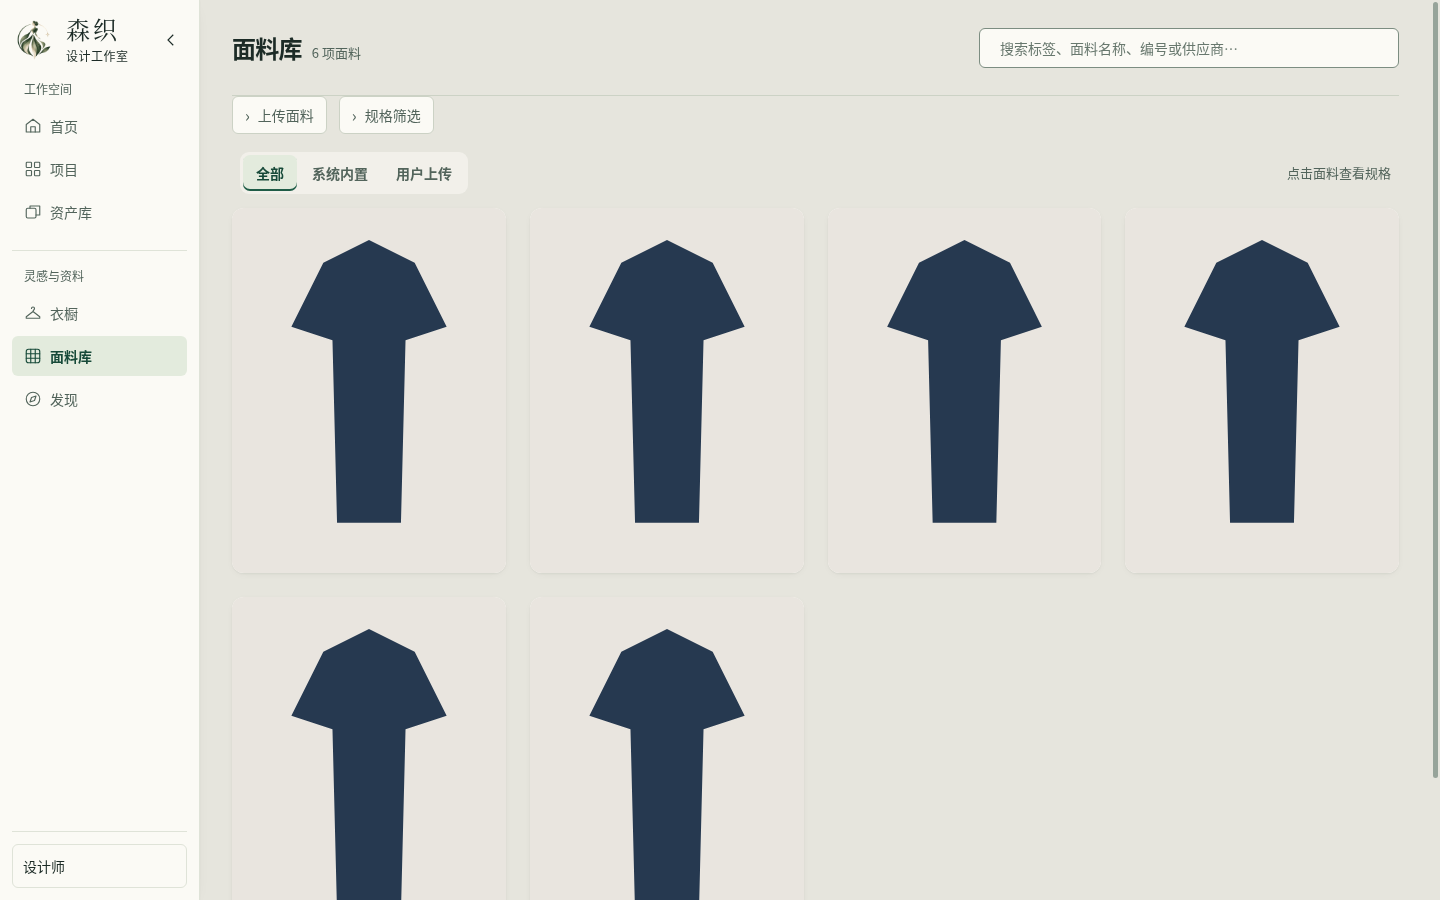 森织
设计工作室
工作空间
首页
项目
资产库
灵感与资料
衣橱
面料库
发现
设计师
面料库
6 项面料
搜索标签、面料名称、编号或供应商…
› 上传面料
› 规格筛选
全部
系统内置
用户上传
点击面料查看规格